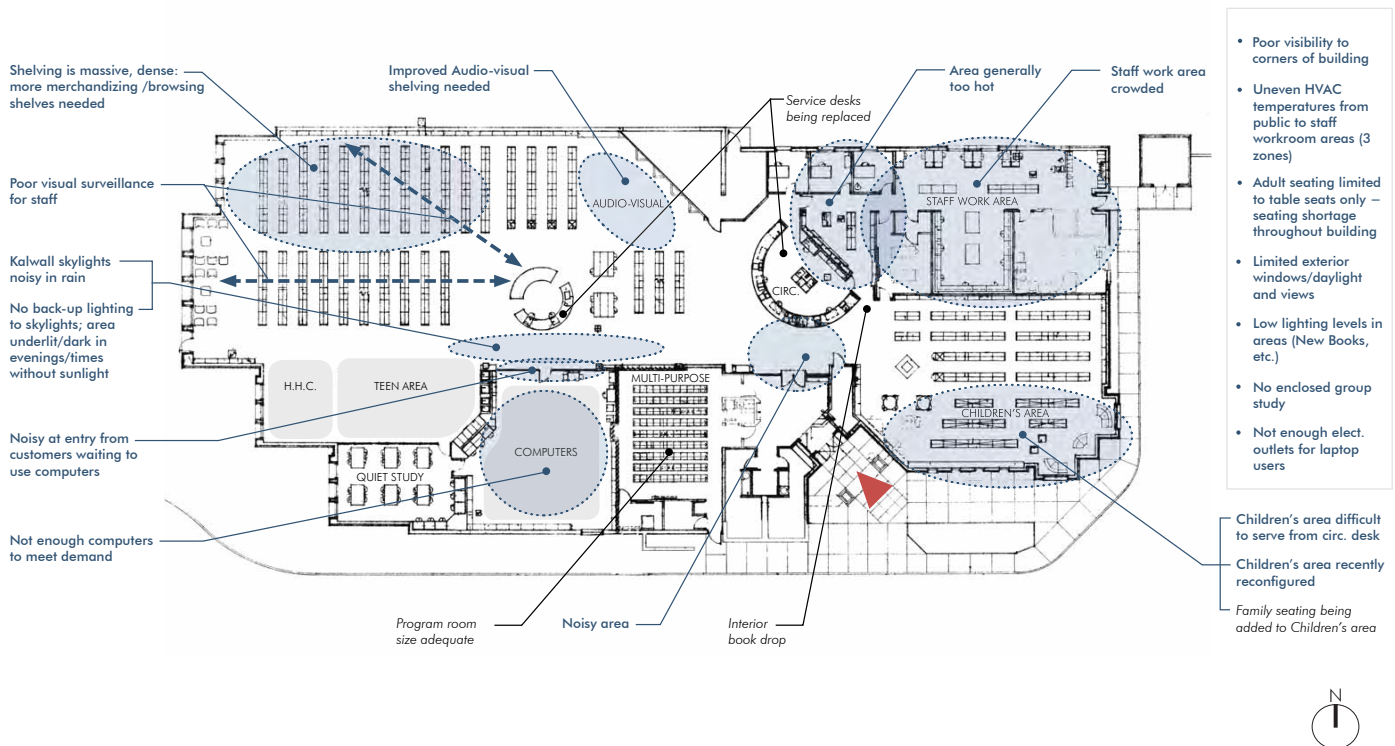 Shelving is massive, dense:
more merchandizing /browsing
shelves needed
Improved Audio-visual
shelving needed
Service desks
being replaced
Area generally
too hot
Staff work area
crowded
Poor visual surveillance
for staff
Kalwall skylights
noisy in rain
No back-up lighting
to skylights; area
underlit/dark in
evenings/times
without sunlight
Noisy at entry from
customers waiting to
use computers
Not enough computers
to meet demand
AUDIO-VISUAL
STAFF WORK AREA
CIRC.
H.H.C.
TEEN AREA
MULTI-PURPOSE
CHILDREN'S AREA
COMPUTERS
QUIET STUDY
Program room
size adequate
Noisy area
Interior
book drop
• Poor visibility to
corners of building
• Uneven HVAC
temperatures from
public to staff
workroom areas (3
zones)
• Adult seating limited
to table seats only –
seating shortage
throughout building
• Limited exterior
windows/daylight
and views
• Low lighting levels in
areas (New Books,
etc.)
• No enclosed group
study
• Not enough elect.
outlets for laptop
users
Children's area difficult
to serve from circ. desk
Children's area recently
reconfigured
Family seating being
added to Children's area
N